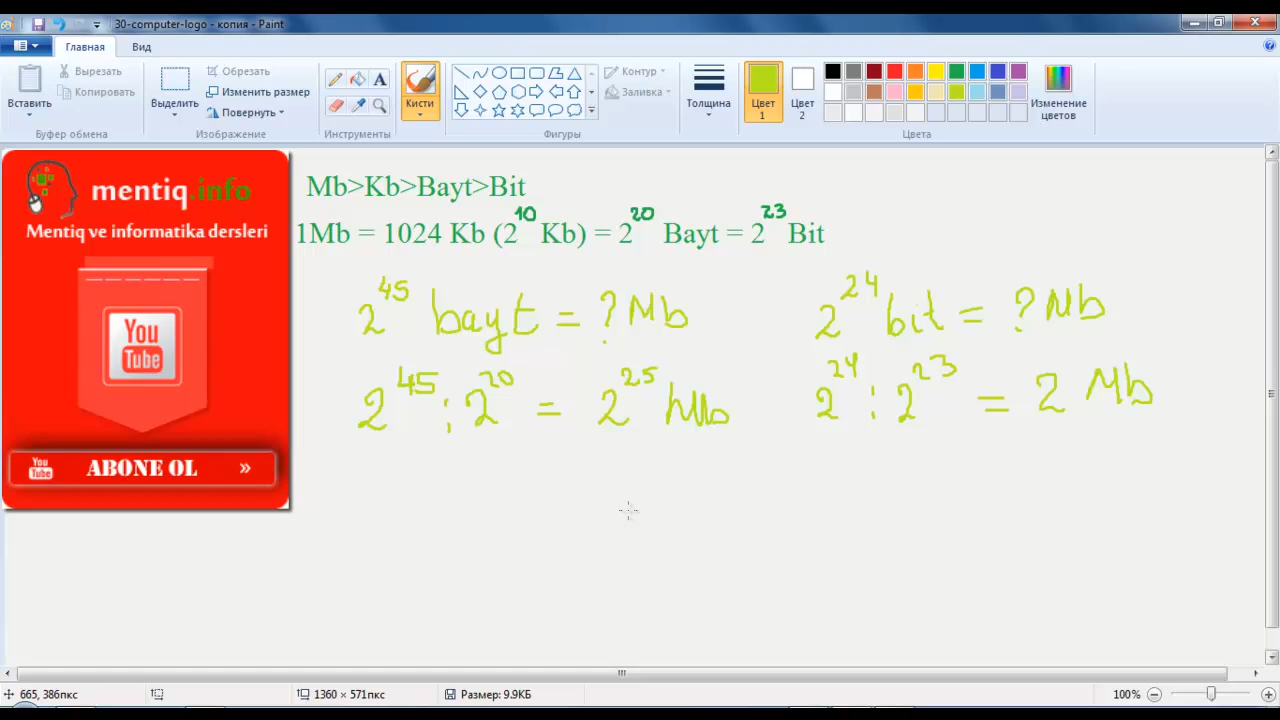 30-computer-logo - копия - Paint
Главная Вид
Вставить
Вырезать
Копировать
Буфер обмена
Выделить
Обрезать
Изменить размер
Повернуть
Изображение
A
Инструменты
Кисти
Контур
Заливка
Фигуры
Толщина
Цвет 1
Цвет 2
Изменение цветов
Цвета
mentiq.info
Mentiq ve informatika dersleri
You
Tube
You Tube ABONE OL »
Mb>Kb>Bayt>Bit
1Mb = 1024 Kb (2^10 Kb) = 2^20 Bayt = 2^23 Bit
2^45 bayt = ? Mb
2^45 : 2^20 = 2^25 Mb
2^24 bit = ? Mb
2^24 : 2^23 = 2 Mb
665, 386пкс 1360 × 571пкс Размер: 9.9КБ 100%